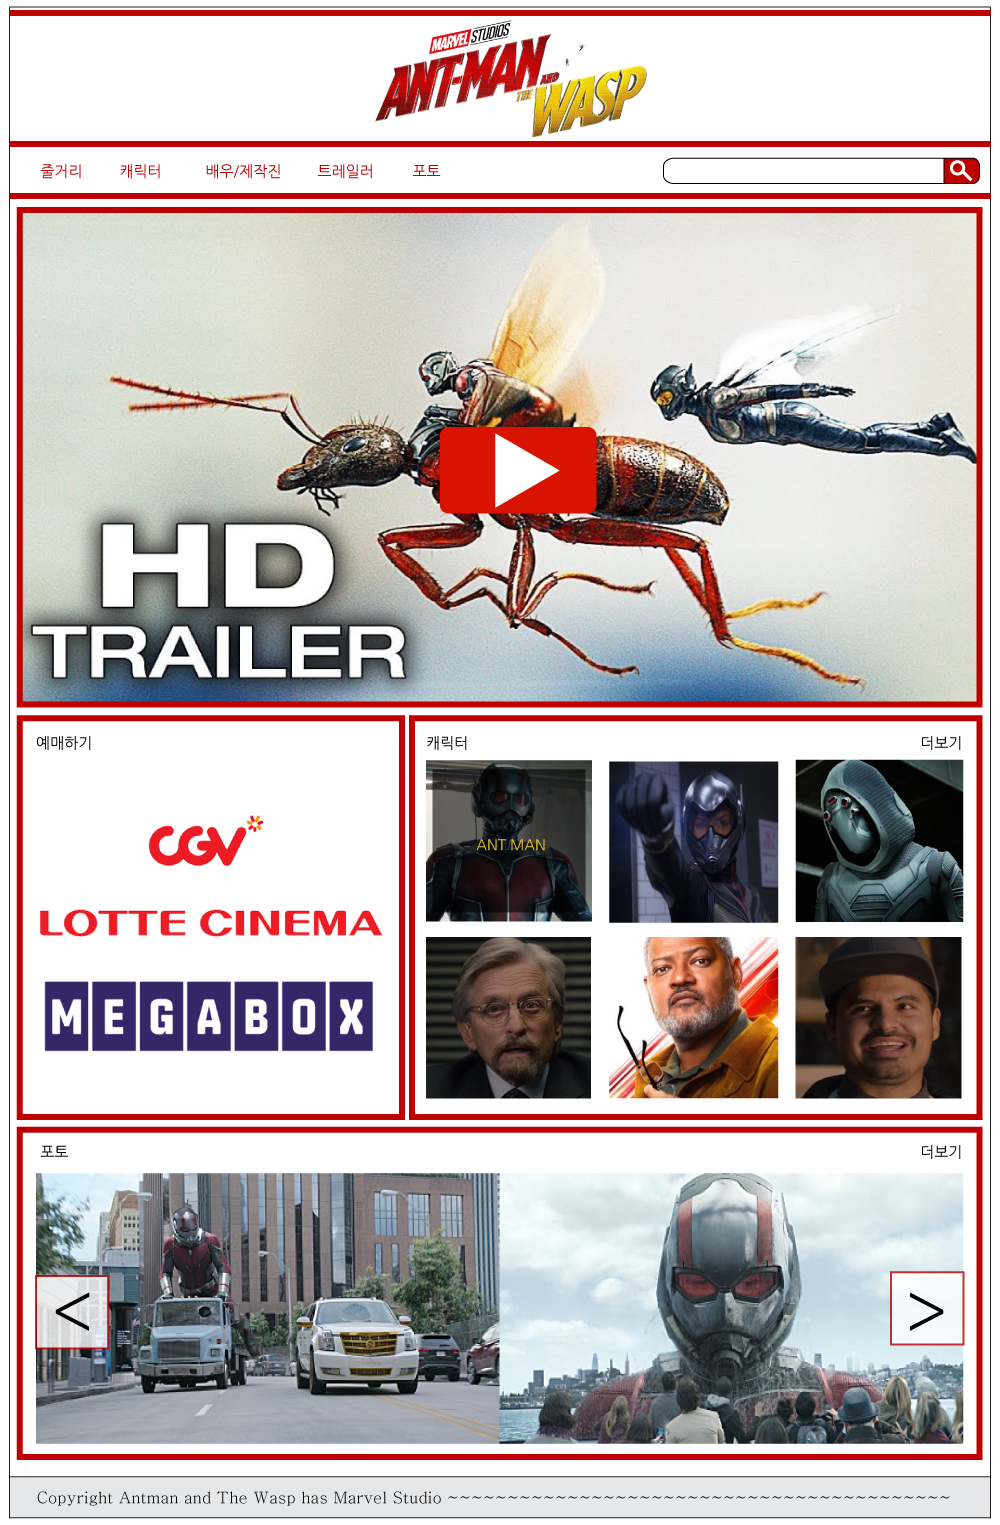 MARVEL STUDIOS
ANT-MAN AND
THE WASP
줄거리 캐릭터 배우/제작진 트레일러 포토
HD
TRAILER
예매하기
CGV
LOTTE CINEMA
MEGABOX
캐릭터 더보기
ANT MAN
포토 더보기
< >
Copyright Antman and The Wasp has Marvel Studio ~~~~~~~~~~~~~~~~~~~~~~~~~~~~~~~~~~~~~~~~~~